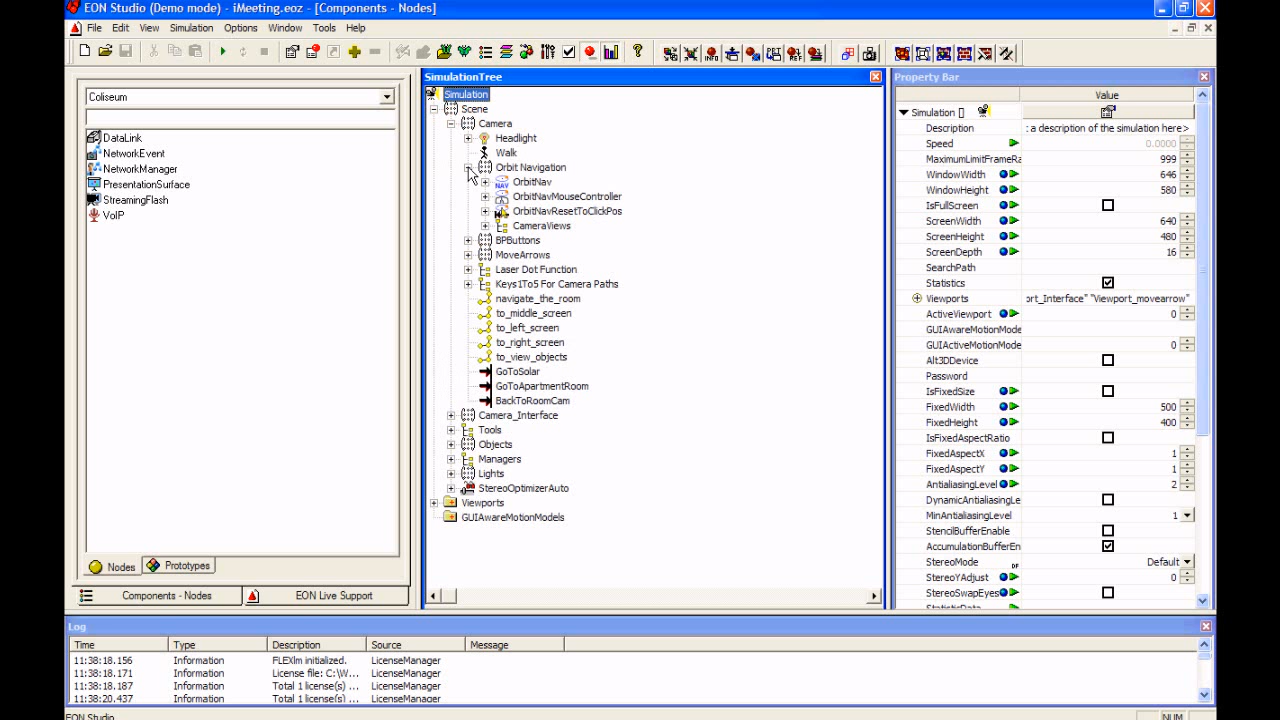 EON Studio (Demo mode) - iMeeting.eoz - [Components - Nodes]
File Edit View Simulation Options Window Tools Help
Coliseum
DataLink
NetworkEvent
NetworkManager
PresentationSurface
StreamingFlash
VoIP
Nodes Prototypes
Components - Nodes EON Live Support
SimulationTree
Simulation
Scene
Camera
Headlight
Walk
Orbit Navigation
OrbitNav
OrbitNavMouseController
OrbitNavResetToClickPos
CameraViews
BPButtons
MoveArrows
Laser Dot Function
Keys1To5 For Camera Paths
navigate_the_room
to_middle_screen
to_left_screen
to_right_screen
to_view_objects
GoToSolar
GoToApartmentRoom
BackToRoomCam
Camera_Interface
Tools
Objects
Managers
Lights
StereoOptimizerAuto
Viewports
GUIAwareMotionModels
Property Bar
Value
Simulation []
Description : a description of the simulation here>
Speed 0.0000
MaximumLimitFrameRa 999
WindowWidth 646
WindowHeight 580
IsFullScreen
ScreenWidth 640
ScreenHeight 480
ScreenDepth 16
SearchPath
Statistics
Viewports ort_Interface" "Viewport_movearrow"
ActiveViewport 0
GUIAwareMotionMode
GUIActiveMotionMode 0
Alt3DDevice
Password
IsFixedSize
FixedWidth 500
FixedHeight 400
IsFixedAspectRatio
FixedAspectX 1
FixedAspectY 1
AntialiasingLevel 2
DynamicAntialiasingLe
MinAntialiasingLevel 1
StencilBufferEnable
AccumulationBufferEn
StereoMode Default
StereoYAdjust 0
StereoSwapEyes
Log
Time Type Description Source Message
11:38:18.156 Information FLEXlm initialized. LicenseManager
11:38:18.171 Information License file: C:\W... LicenseManager
11:38:18.187 Information Total 1 license(s) ... LicenseManager
11:38:20.437 Information Total 1 license(s) ... LicenseManager
EON Studio NUM